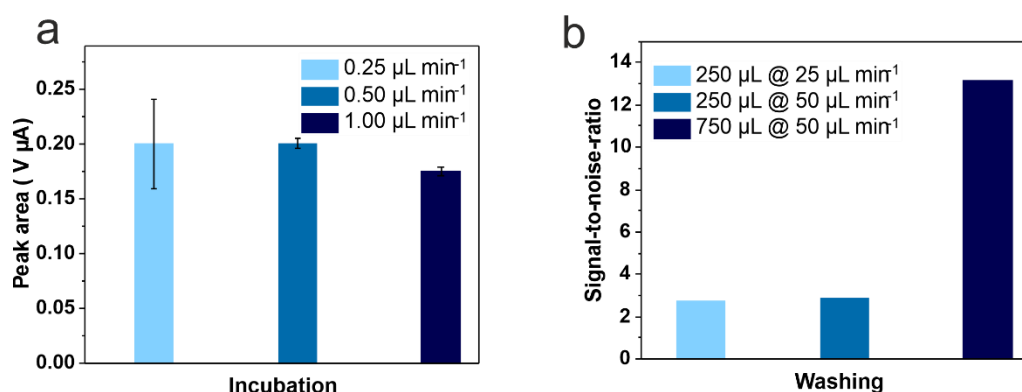 a
Peak area ( V µA)
0.25
0.20
0.15
0.10
0.05
0.00
0.25 µL min⁻¹
0.50 µL min⁻¹
1.00 µL min⁻¹
Incubation
b
Signal-to-noise-ratio
14
12
10
8
6
4
2
0
250 µL @ 25 µL min⁻¹
250 µL @ 50 µL min⁻¹
750 µL @ 50 µL min⁻¹
Washing